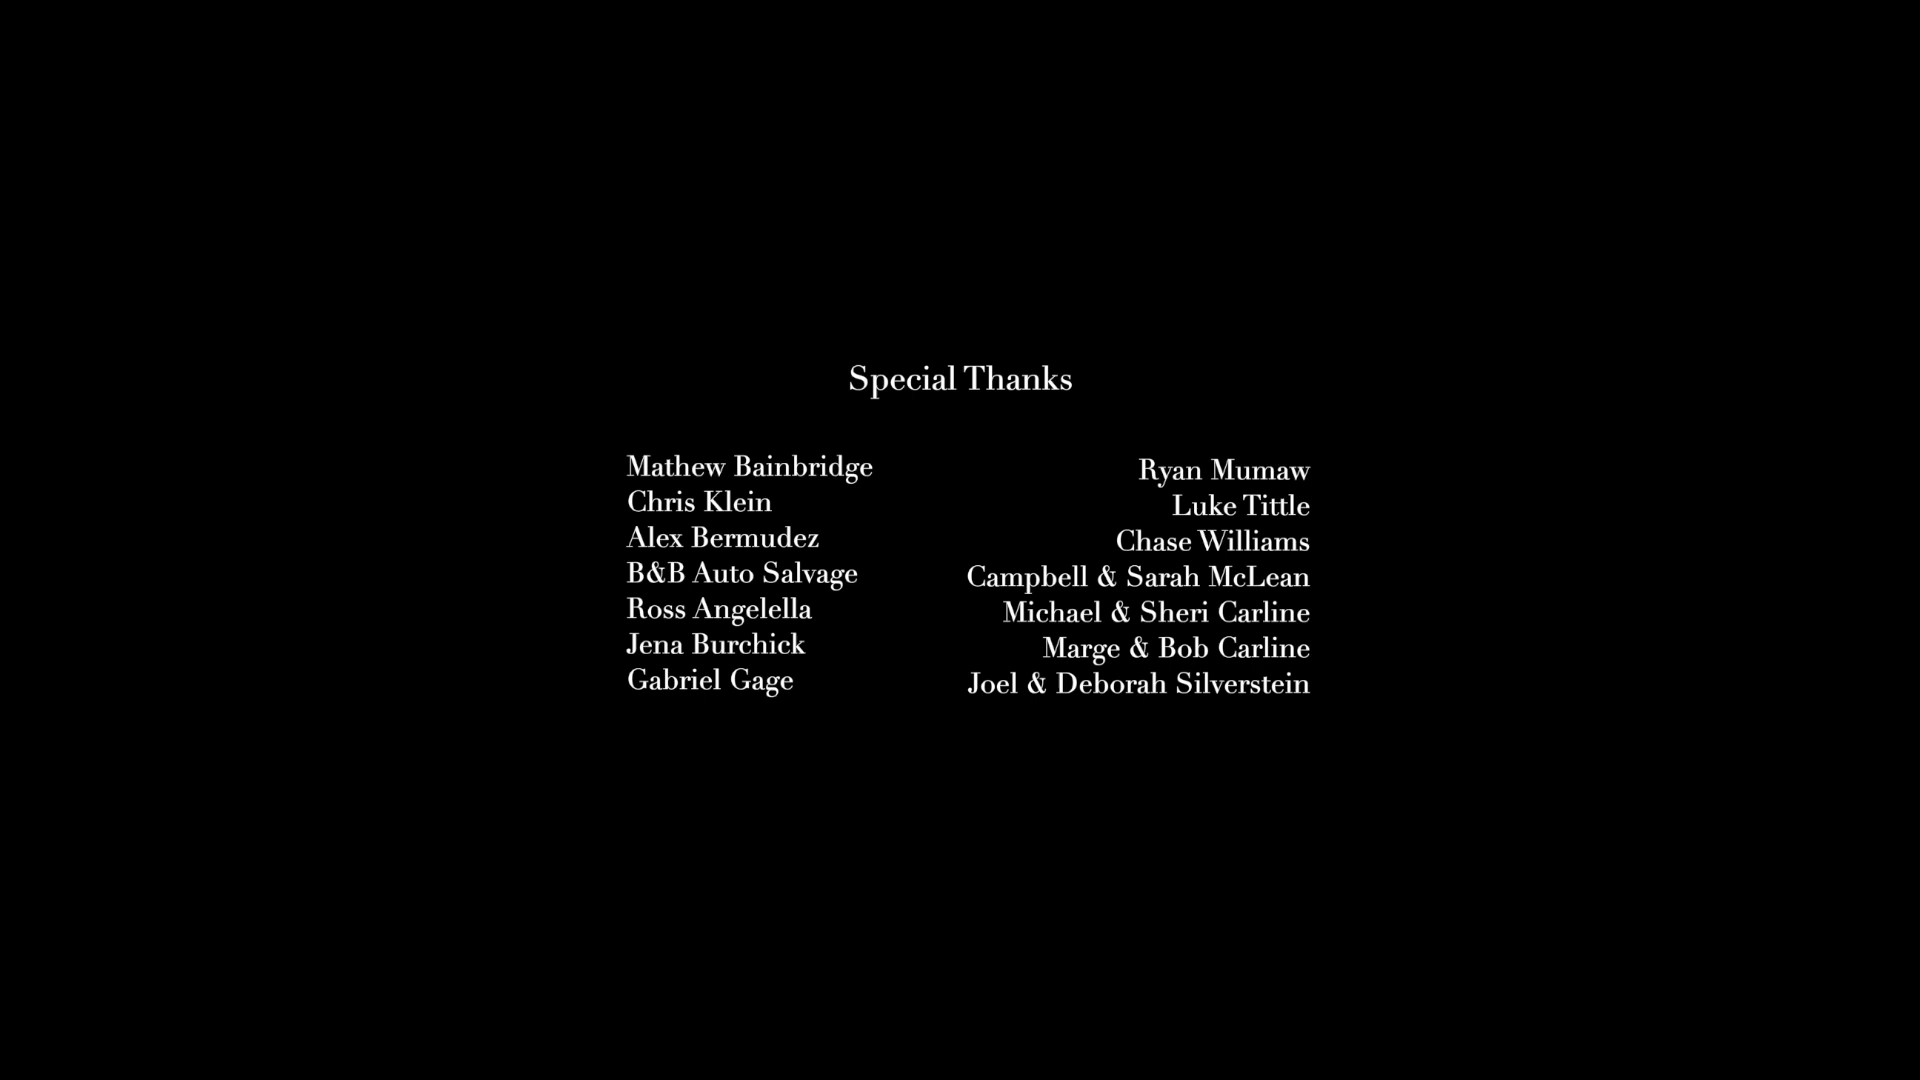 Special Thanks
Mathew Bainbridge
Chris Klein
Alex Bermudez
B&B Auto Salvage
Ross Angelella
Jena Burchick
Gabriel Gage
Ryan Mumaw
Luke Tittle
Chase Williams
Campbell & Sarah McLean
Michael & Sheri Carline
Marge & Bob Carline
Joel & Deborah Silverstein